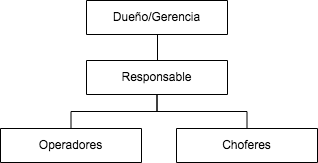 Dueño/Gerencia
Responsable
Operadores
Choferes